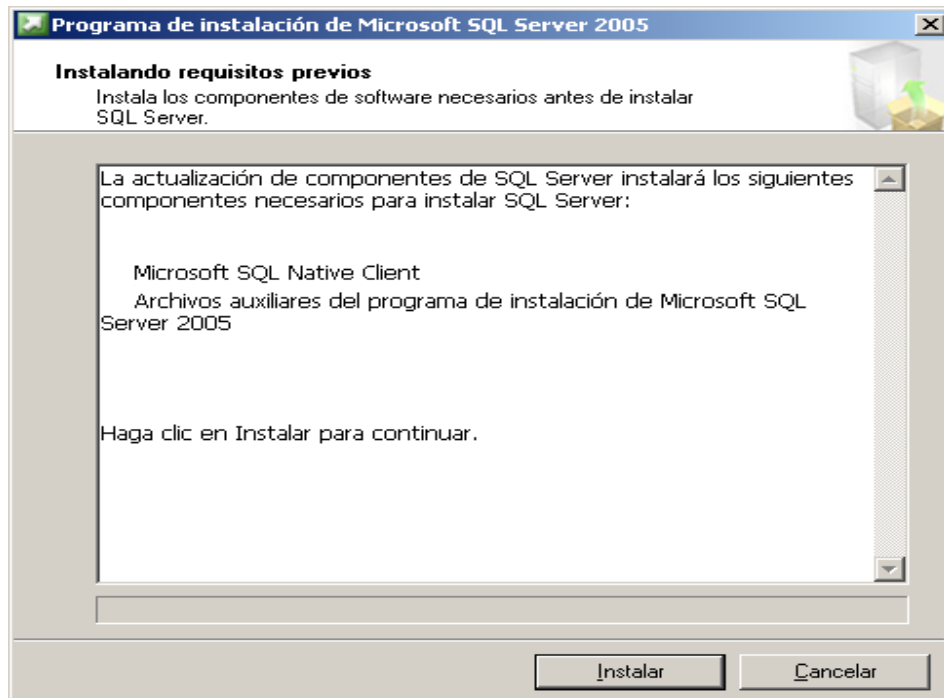 Programa de instalación de Microsoft SQL Server 2005
Instalando requisitos previos
Instala los componentes de software necesarios antes de instalar
SQL Server.
La actualización de componentes de SQL Server instalará los siguientes
componentes necesarios para instalar SQL Server:
Microsoft SQL Native Client
Archivos auxiliares del programa de instalación de Microsoft SQL
Server 2005
Haga clic en Instalar para continuar.
Instalar
Cancelar